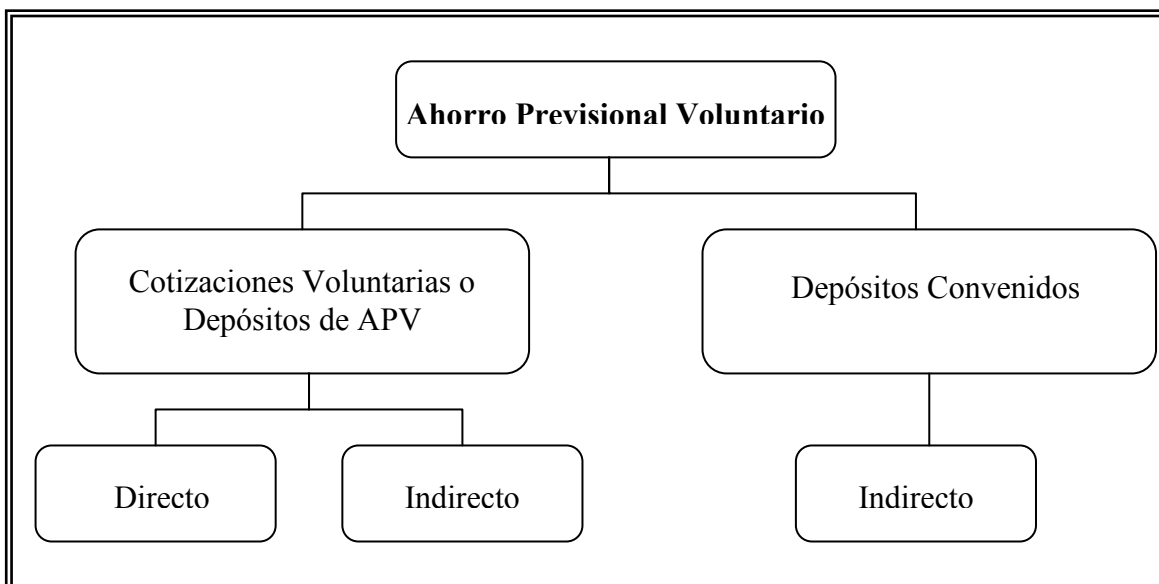 Ahorro Previsional Voluntario
Cotizaciones Voluntarias o
Depósitos de APV
Depósitos Convenidos
Directo
Indirecto
Indirecto